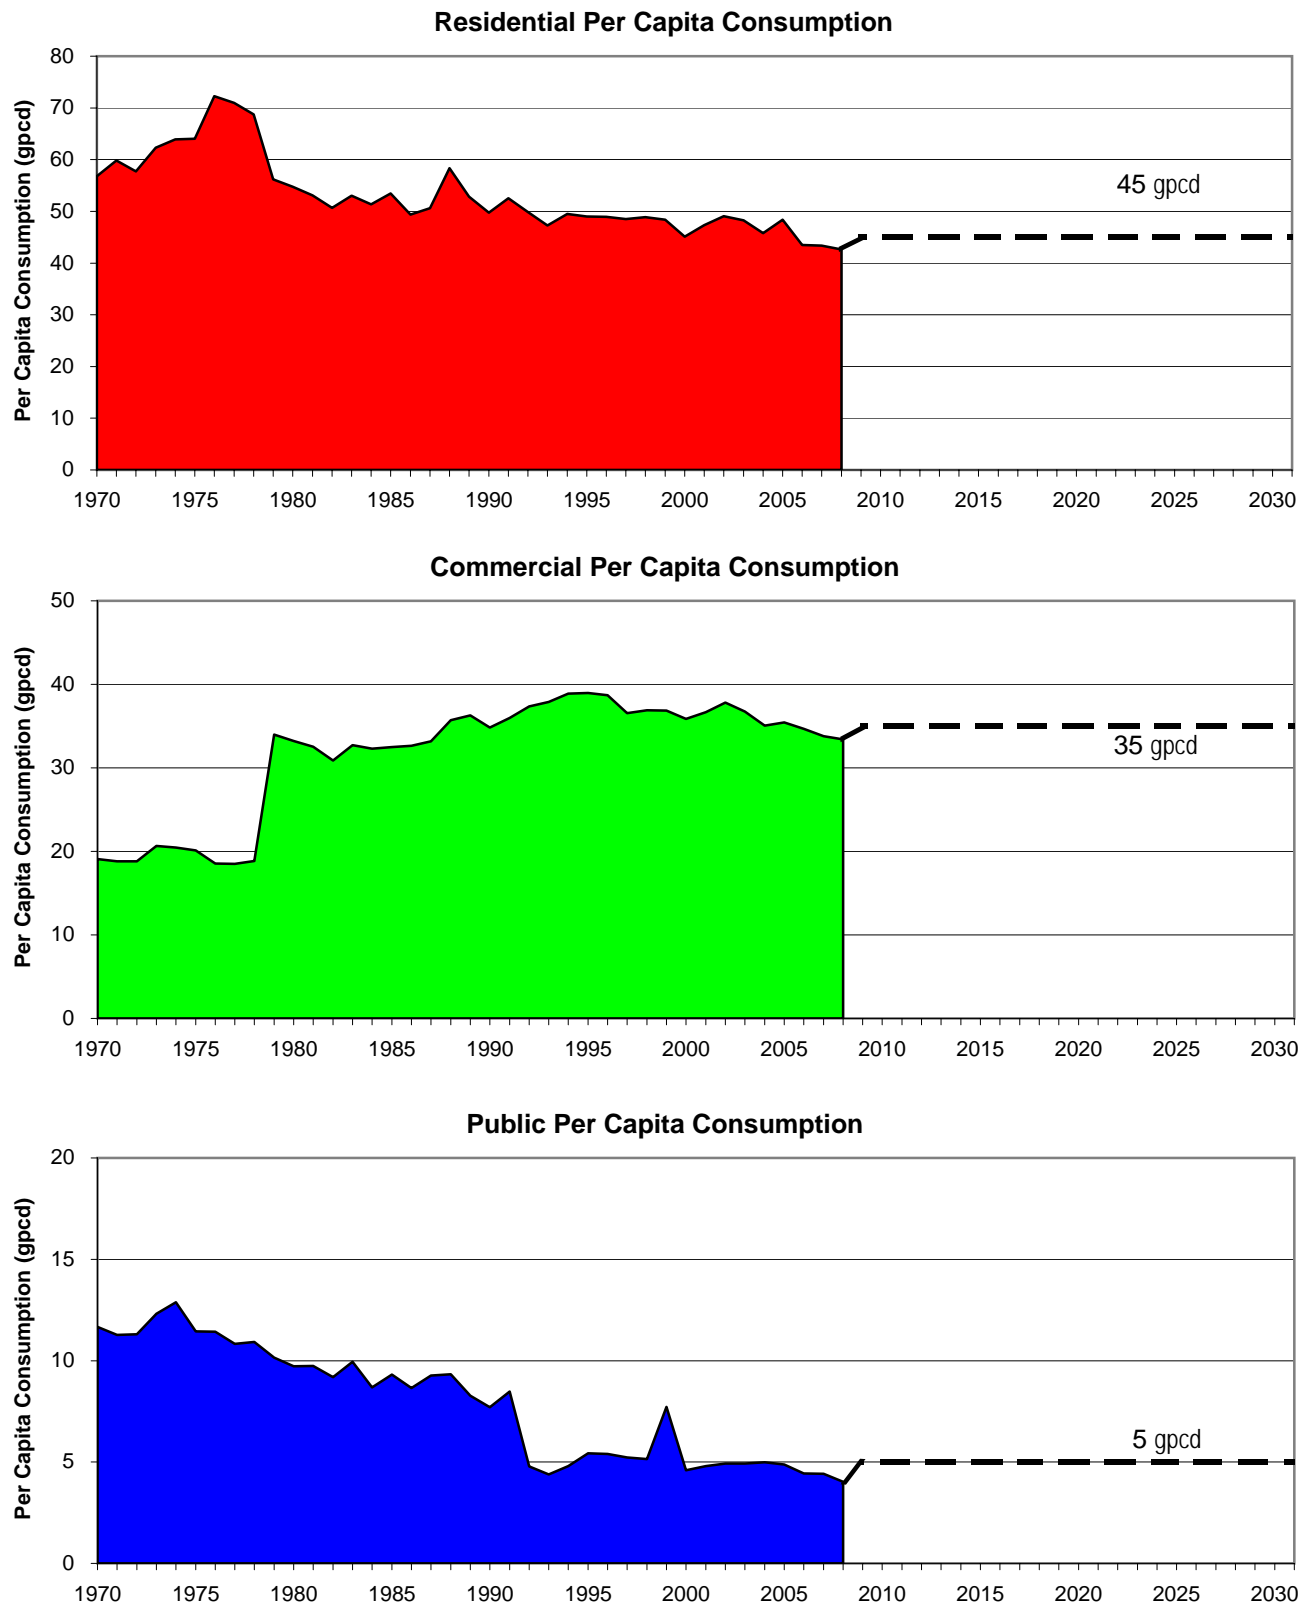 Residential Per Capita Consumption
Per Capita Consumption (gpcd)
80
70
60
50
40
30
20
10
0
45 gpcd
1970 1975 1980 1985 1990 1995 2000 2005 2010 2015 2020 2025 2030
Commercial Per Capita Consumption
Per Capita Consumption (gpcd)
50
40
30
20
10
0
35 gpcd
1970 1975 1980 1985 1990 1995 2000 2005 2010 2015 2020 2025 2030
Public Per Capita Consumption
Per Capita Consumption (gpcd)
20
15
10
5
0
5 gpcd
1970 1975 1980 1985 1990 1995 2000 2005 2010 2015 2020 2025 2030